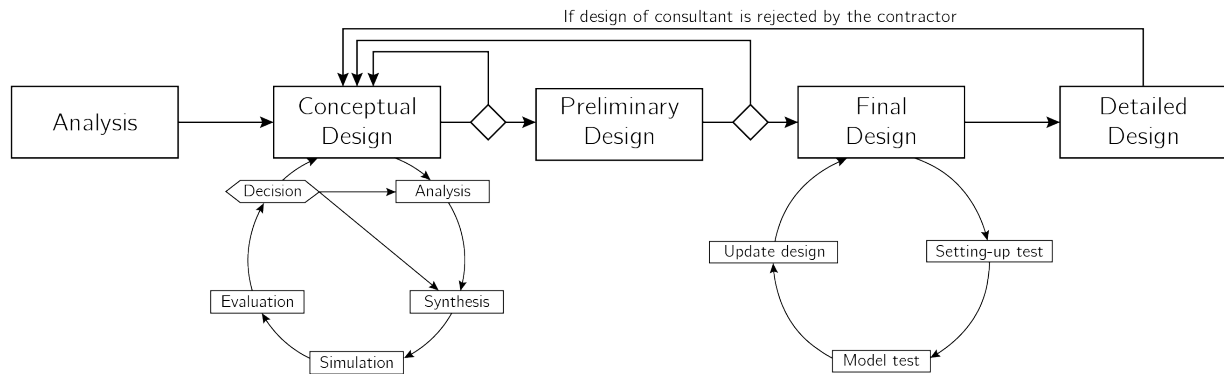 If design of consultant is rejected by the contractor
Analysis
Conceptual
Design
Preliminary
Design
Final
Design
Detailed
Design
Decision
Analysis
Update design
Setting-up test
Evaluation
Synthesis
Simulation
Model test